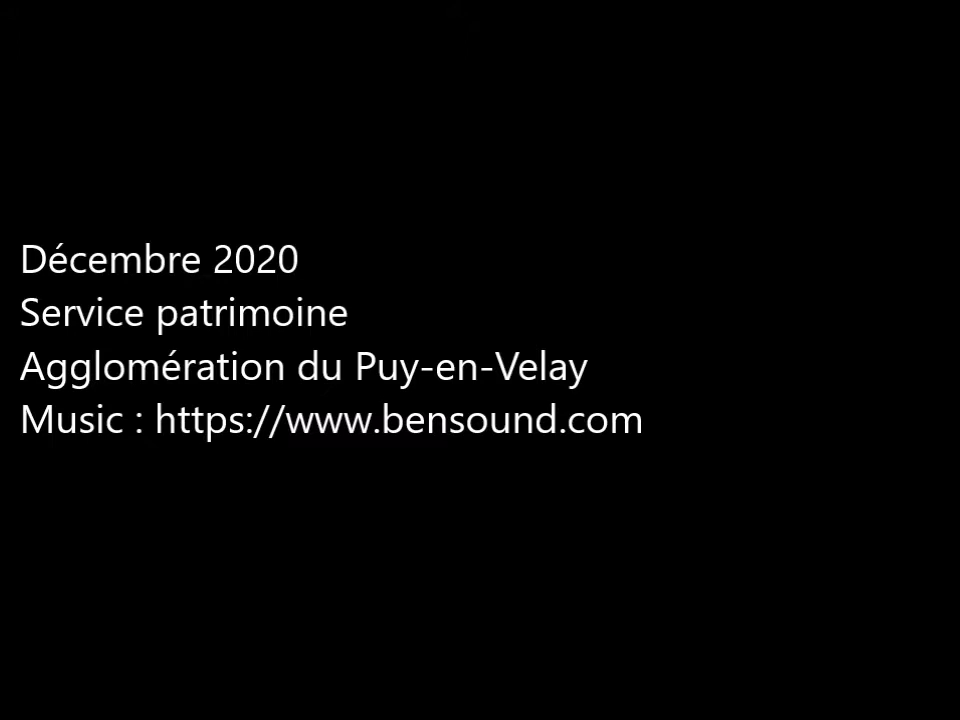 Décembre 2020
Service patrimoine
Agglomération du Puy-en-Velay
Music : https://www.bensound.com